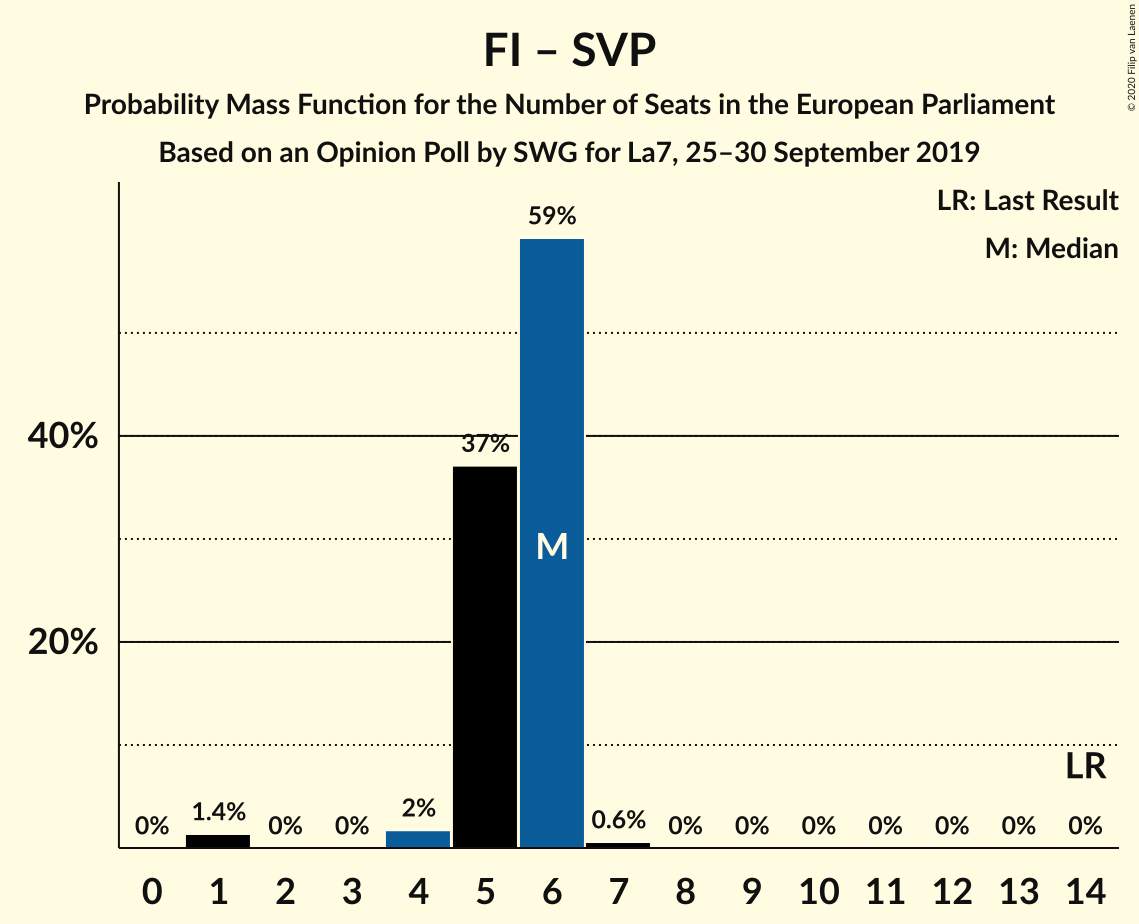 FI – SVP
Probability Mass Function for the Number of Seats in the European Parliament
Based on an Opinion Poll by SWG for La7, 25–30 September 2019
© 2020 Filip van Laenen
LR: Last Result
M: Median
59%
40%
37%
M
20%
LR
0% 1.4% 0% 0% 2% 0.6% 0% 0% 0% 0% 0% 0% 0%
0 1 2 3 4 5 6 7 8 9 10 11 12 13 14